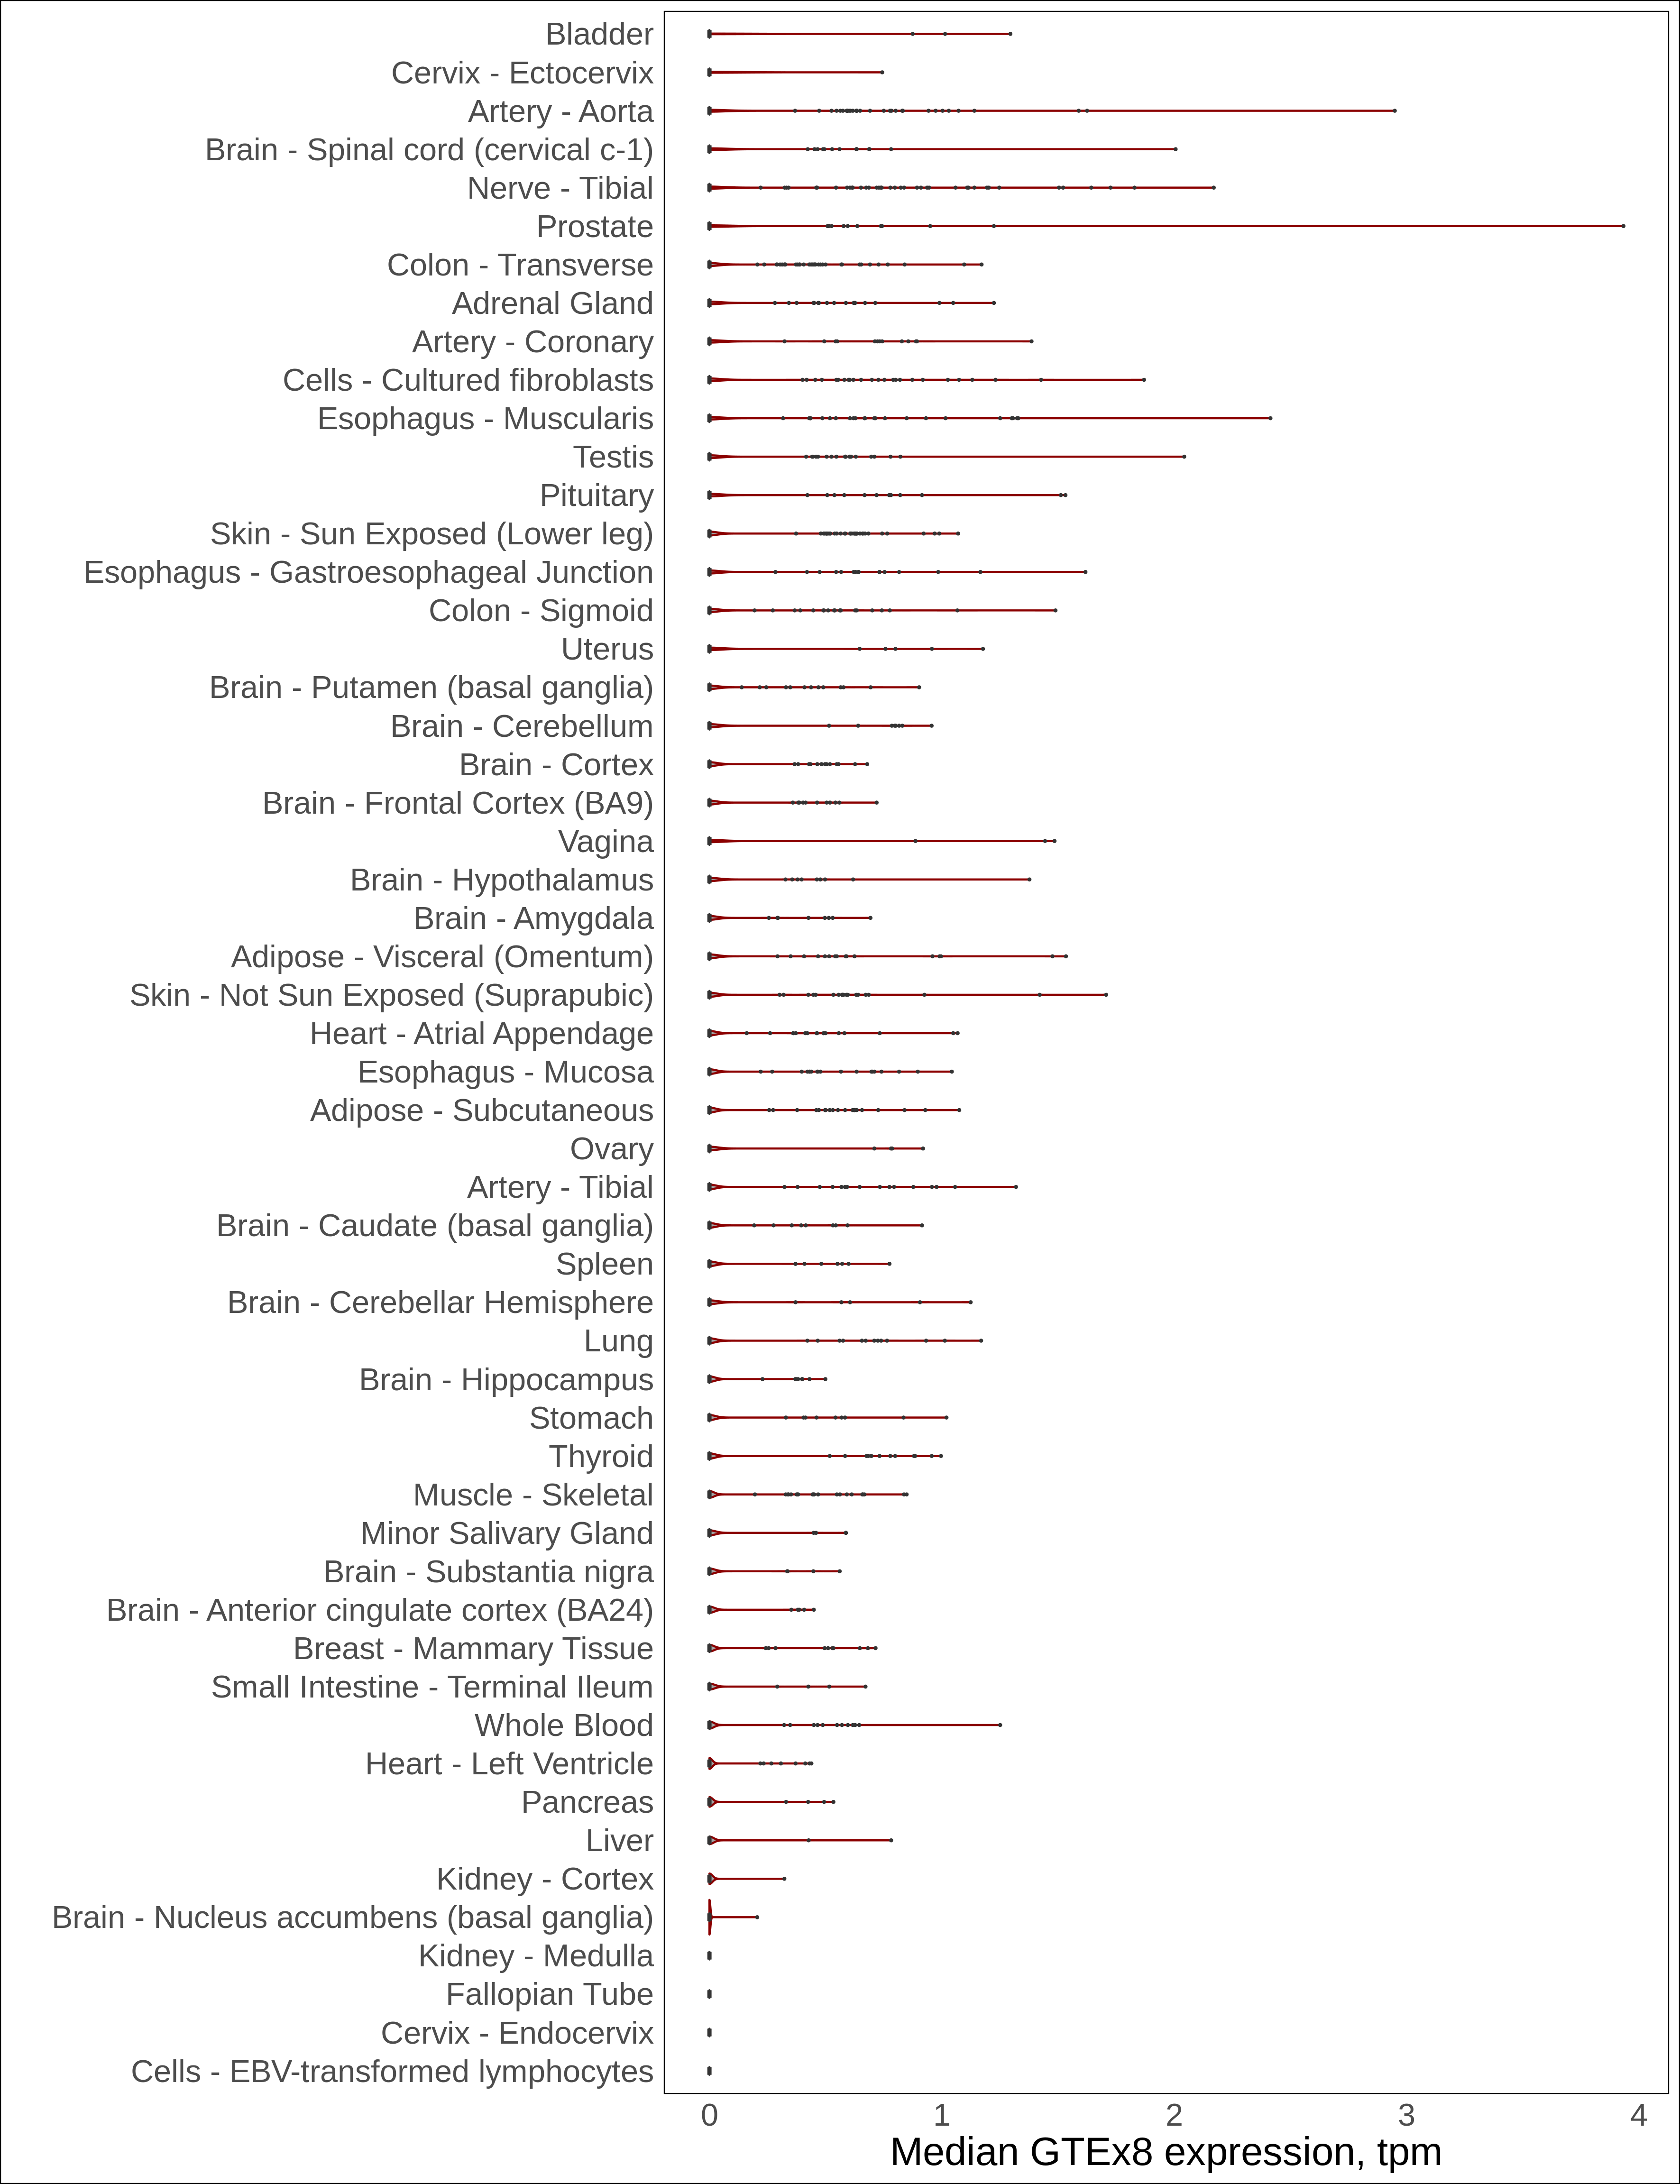 Bladder
Cervix - Ectocervix
Artery - Aorta
Brain - Spinal cord (cervical c-1)
Nerve - Tibial
Prostate
Colon - Transverse
Adrenal Gland
Artery - Coronary
Cells - Cultured fibroblasts
Esophagus - Muscularis
Testis
Pituitary
Skin - Sun Exposed (Lower leg)
Esophagus - Gastroesophageal Junction
Colon - Sigmoid
Uterus
Brain - Putamen (basal ganglia)
Brain - Cerebellum
Brain - Cortex
Brain - Frontal Cortex (BA9)
Vagina
Brain - Hypothalamus
Brain - Amygdala
Adipose - Visceral (Omentum)
Skin - Not Sun Exposed (Suprapubic)
Heart - Atrial Appendage
Esophagus - Mucosa
Adipose - Subcutaneous
Ovary
Artery - Tibial
Brain - Caudate (basal ganglia)
Spleen
Brain - Cerebellar Hemisphere
Lung
Brain - Hippocampus
Stomach
Thyroid
Muscle - Skeletal
Minor Salivary Gland
Brain - Substantia nigra
Brain - Anterior cingulate cortex (BA24)
Breast - Mammary Tissue
Small Intestine - Terminal Ileum
Whole Blood
Heart - Left Ventricle
Pancreas
Liver
Kidney - Cortex
Brain - Nucleus accumbens (basal ganglia)
Kidney - Medulla
Fallopian Tube
Cervix - Endocervix
Cells - EBV-transformed lymphocytes
0 1 2 3 4
Median GTEx8 expression, tpm